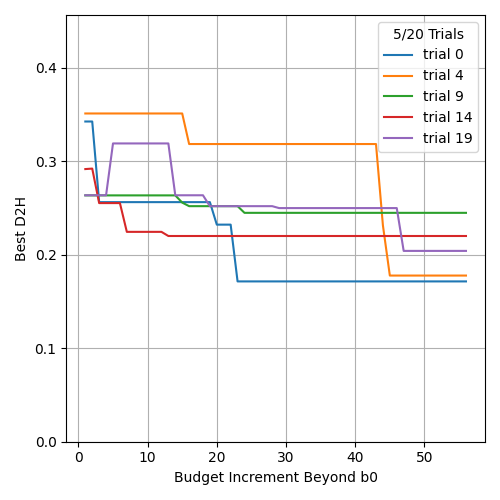 5/20 Trials
trial 0
trial 4
trial 9
trial 14
trial 19
0.4
0.3
0.2
0.1
0.0
Best D2H
0 10 20 30 40 50
Budget Increment Beyond b0